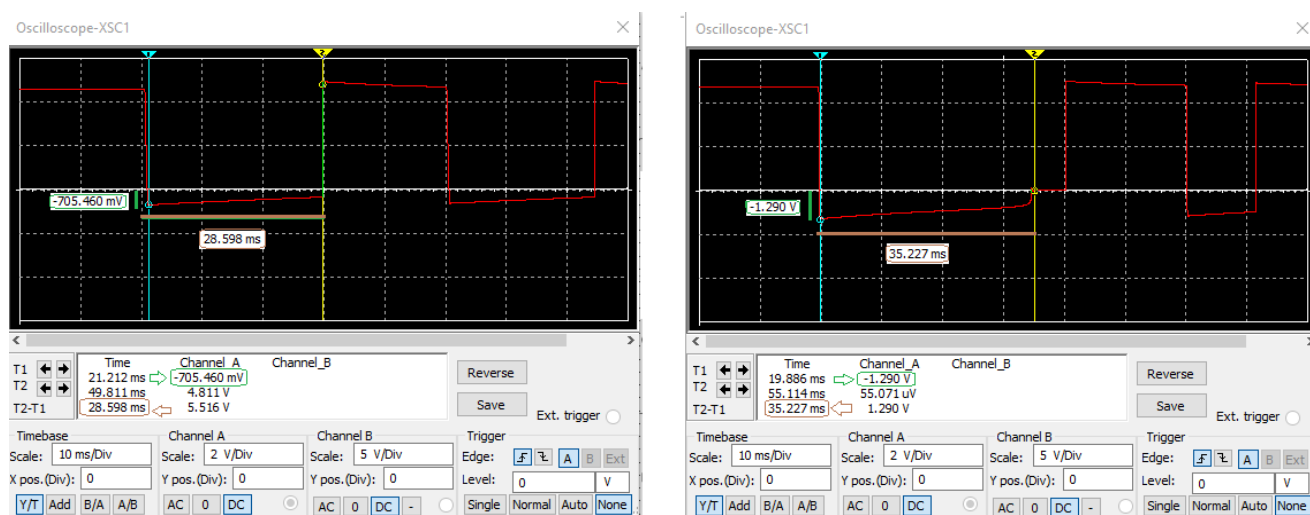 Oscilloscope-XSC1
1
2
-705.460 mV
28.598 ms
T1
T2
T2-T1
Time Channel_A Channel_B
21.212 ms -705.460 mV
49.811 ms 4.811 V
28.598 ms 5.516 V
Reverse
Save
Ext. trigger
Timebase
Scale: 10 ms/Div
X pos.(Div): 0
Y/T Add B/A A/B
Channel A
Scale: 2 V/Div
Y pos.(Div): 0
AC 0 DC
Channel B
Scale: 5 V/Div
Y pos.(Div): 0
AC 0 DC -
Trigger
Edge: A B Ext
Level: 0 V
Single Normal Auto None
Oscilloscope-XSC1
1
2
-1.290 V
35.227 ms
T1
T2
T2-T1
Time Channel_A Channel_B
19.886 ms -1.290 V
55.114 ms 55.071 uV
35.227 ms 1.290 V
Reverse
Save
Ext. trigger
Timebase
Scale: 10 ms/Div
X pos.(Div): 0
Y/T Add B/A A/B
Channel A
Scale: 2 V/Div
Y pos.(Div): 0
AC 0 DC
Channel B
Scale: 5 V/Div
Y pos.(Div): 0
AC 0 DC -
Trigger
Edge: A B Ext
Level: 0 V
Single Normal Auto None